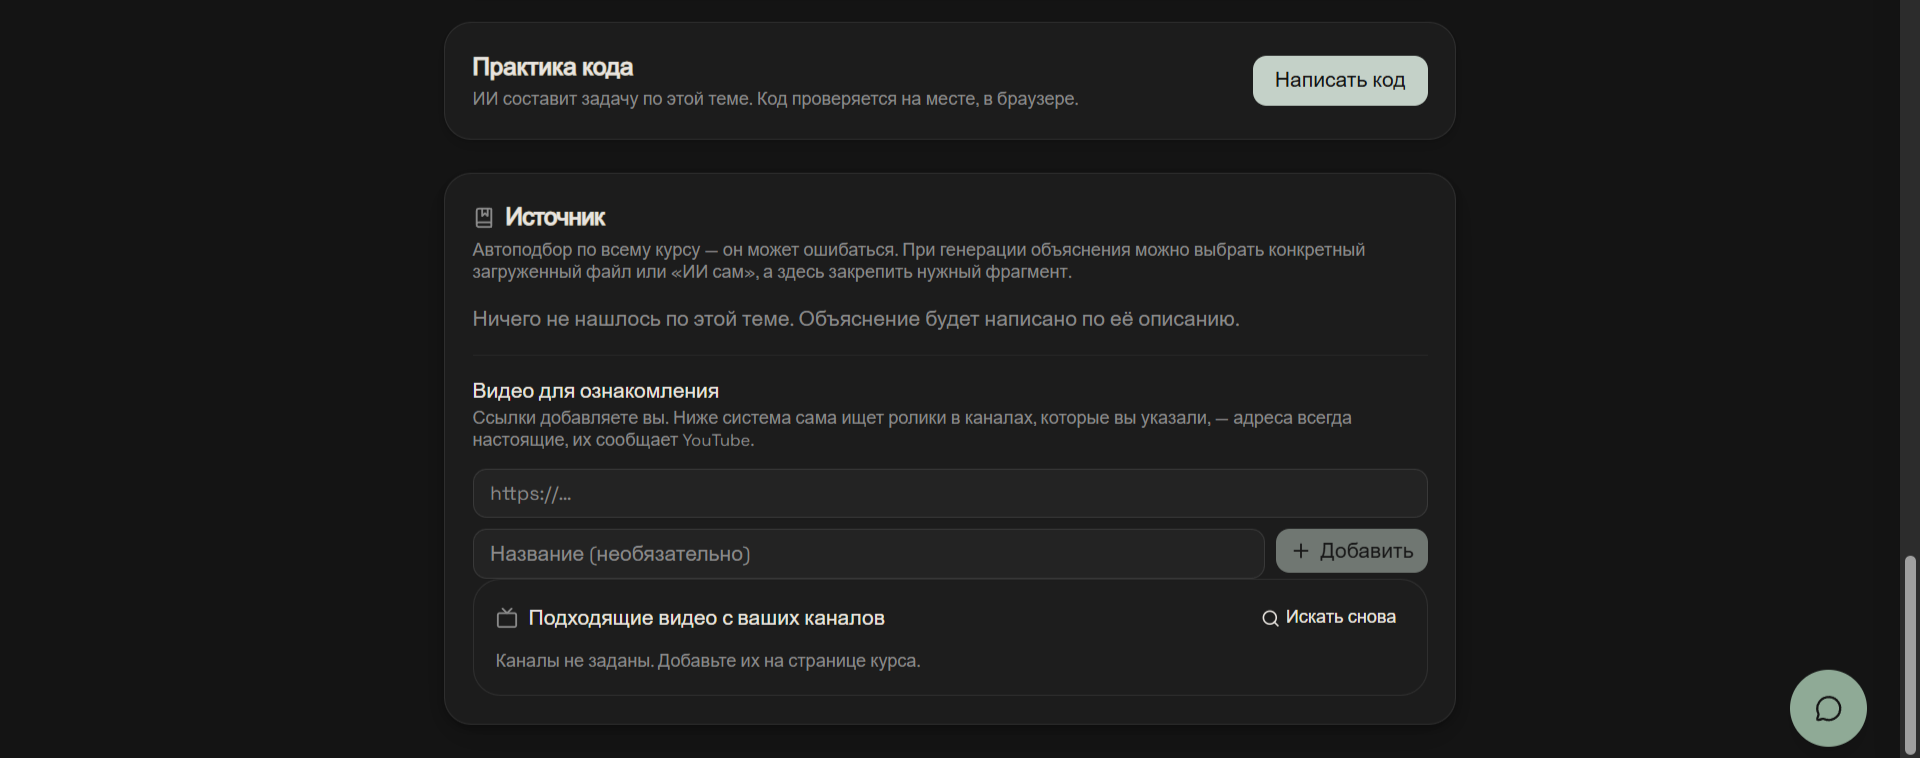 Практика кода
ИИ составит задачу по этой теме. Код проверяется на месте, в браузере.
Написать код
Источник
Автоподбор по всему курсу — он может ошибаться. При генерации объяснения можно выбрать конкретный
загруженный файл или «ИИ сам», а здесь закрепить нужный фрагмент.
Ничего не нашлось по этой теме. Объяснение будет написано по её описанию.
Видео для ознакомления
Ссылки добавляете вы. Ниже система сама ищет ролики в каналах, которые вы указали, — адреса всегда
настоящие, их сообщает YouTube.
https://...
Название (необязательно)
Добавить
Подходящие видео с ваших каналов
Искать снова
Каналы не заданы. Добавьте их на странице курса.